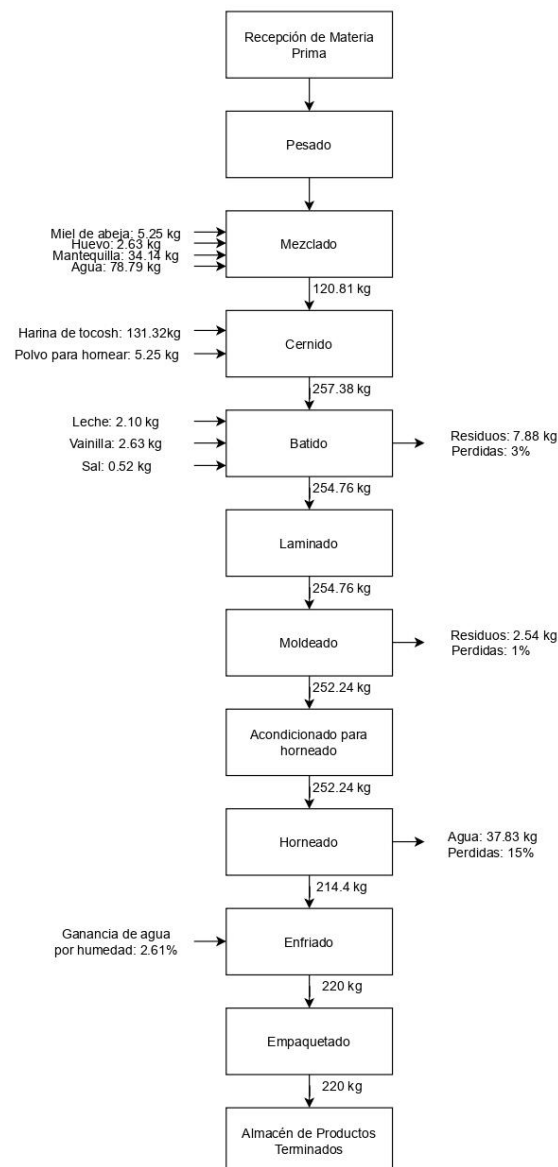 Recepción de Materia
Prima
Pesado
Miel de abeja: 5.25 kg
Huevo: 2.63 kg
Mantequilla: 34.14 kg
Agua: 78.79 kg
Mezclado
120.81 kg
Harina de tocosh: 131.32kg
Polvo para hornear: 5.25 kg
Cernido
257.38 kg
Leche: 2.10 kg
Vainilla: 2.63 kg
Sal: 0.52 kg
Batido
Residuos: 7.88 kg
Perdidas: 3%
254.76 kg
Laminado
254.76 kg
Moldeado
Residuos: 2.54 kg
Perdidas: 1%
252.24 kg
Acondicionado para
horneado
252.24 kg
Horneado
Agua: 37.83 kg
Perdidas: 15%
214.4 kg
Ganancia de agua
por humedad: 2.61%
Enfriado
220 kg
Empaquetado
220 kg
Almacén de Productos
Terminados